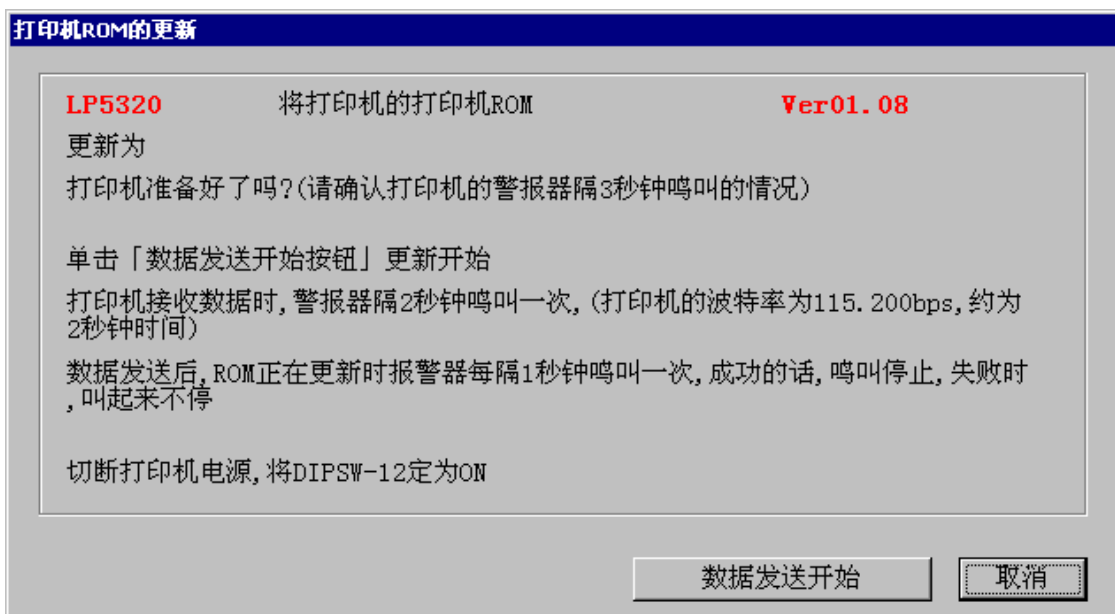 打印机ROM的更新
LP5320 将打印机的打印机ROM Ver01.08
更新为
打印机准备好了吗?(请确认打印机的警报器隔3秒钟鸣叫的情况)
单击「数据发送开始按钮」更新开始
打印机接收数据时,警报器隔2秒钟鸣叫一次,(打印机的波特率为115.200bps,约为
2秒钟时间)
数据发送后,ROM正在更新时报警器每隔1秒钟鸣叫一次,成功的话,鸣叫停止,失败时
,叫起来不停
切断打印机电源,将DIPSW-12定为ON
数据发送开始 取消